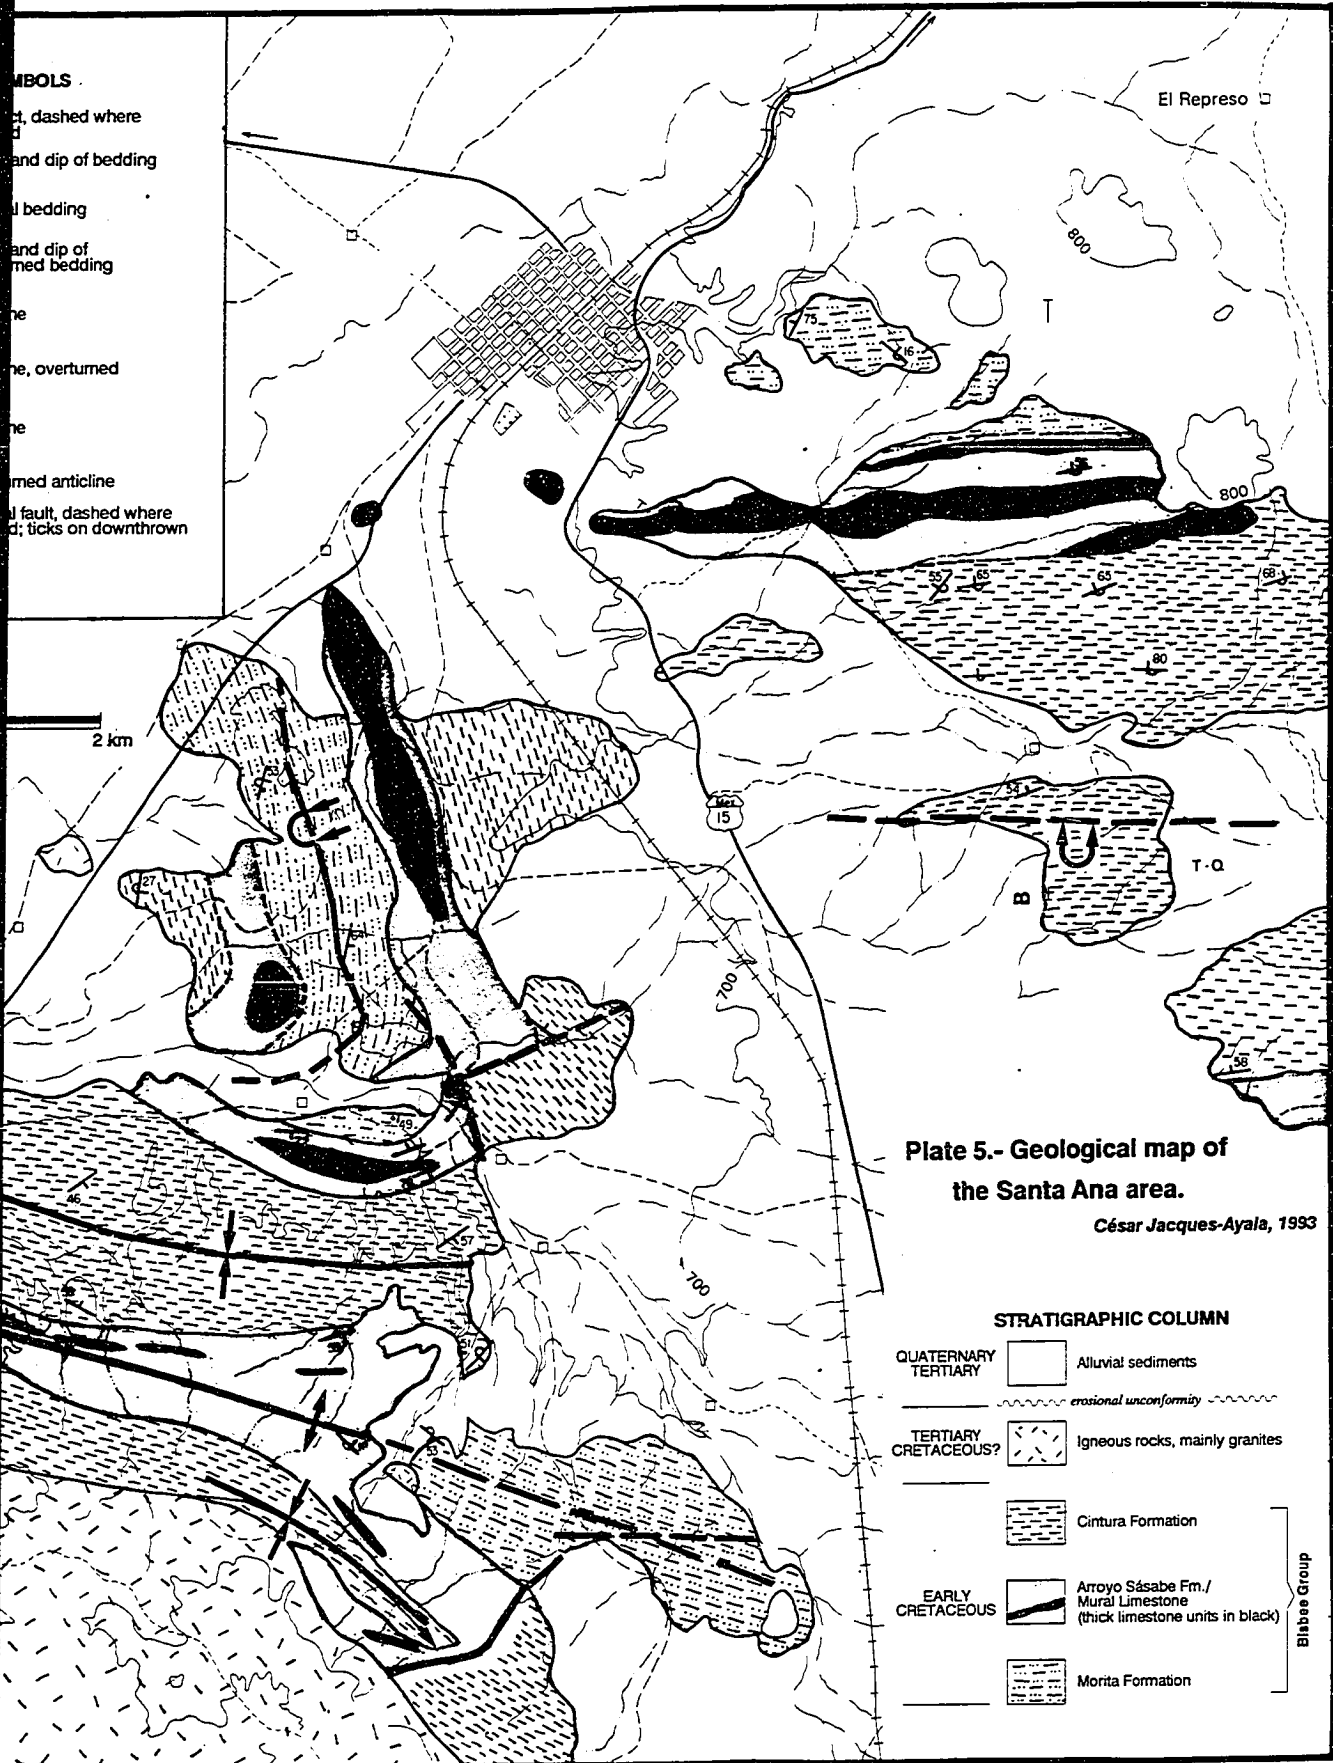 MBOLS
ct, dashed where
d
and dip of bedding
l bedding
and dip of
rned bedding
ne
ne, overturned
ne
rned anticline
l fault, dashed where
d; ticks on downthrown
2 km
El Represo
800
T
75
16
800
55
65
65
68
80
Mex
15
54
T-Q
B
27
700
58
49
46
57
700
51
53
Plate 5.- Geological map of
the Santa Ana area.
César Jacques-Ayala, 1993
STRATIGRAPHIC COLUMN
QUATERNARY
TERTIARY
Alluvial sediments
erosional unconformity
TERTIARY
CRETACEOUS?
Igneous rocks, mainly granites
Cintura Formation
EARLY
CRETACEOUS
Arroyo Sásabe Fm./
Mural Limestone
(thick limestone units in black)
Morita Formation
Bisbee Group